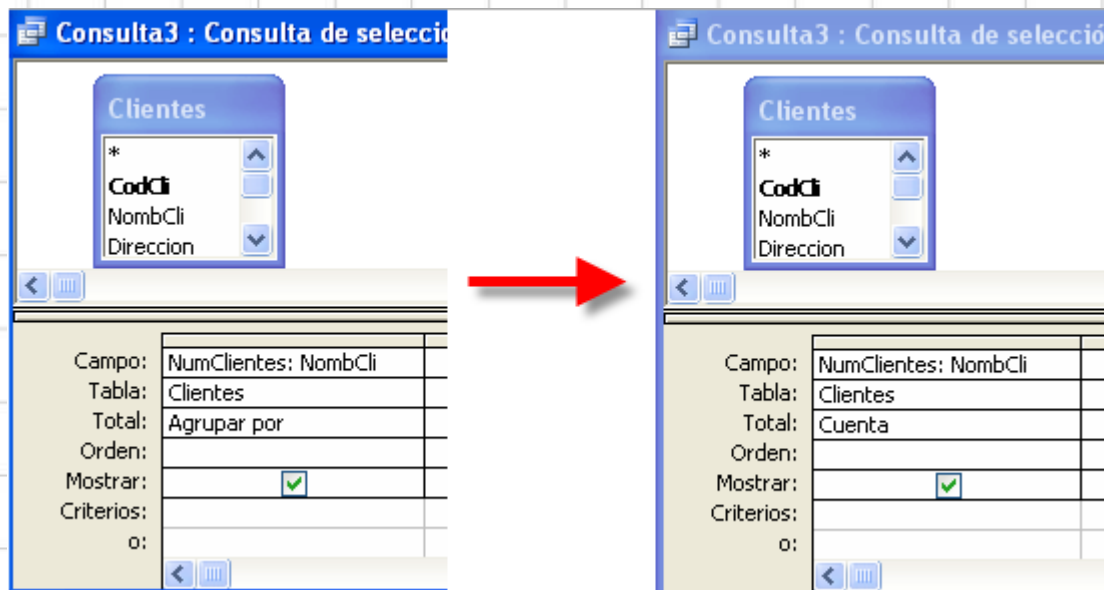 Consulta3 : Consulta de selecció
Clientes
*
CodCli
NombCli
Direccion
Campo: NumClientes: NombCli
Tabla: Clientes
Total: Agrupar por
Orden:
Mostrar:
Criterios:
o:
Consulta3 : Consulta de selecció
Clientes
*
CodCli
NombCli
Direccion
Campo: NumClientes: NombCli
Tabla: Clientes
Total: Cuenta
Orden:
Mostrar:
Criterios:
o: